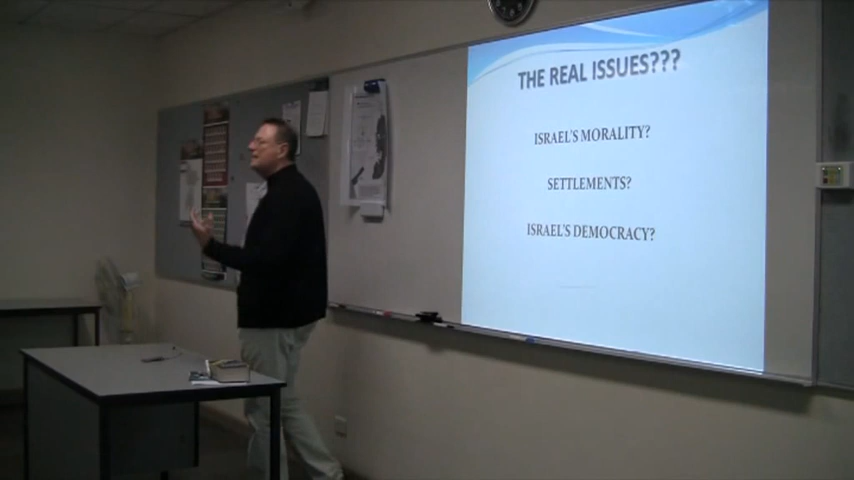 THE REAL ISSUES???
ISRAEL'S MORALITY?
SETTLEMENTS?
ISRAEL'S DEMOCRACY?